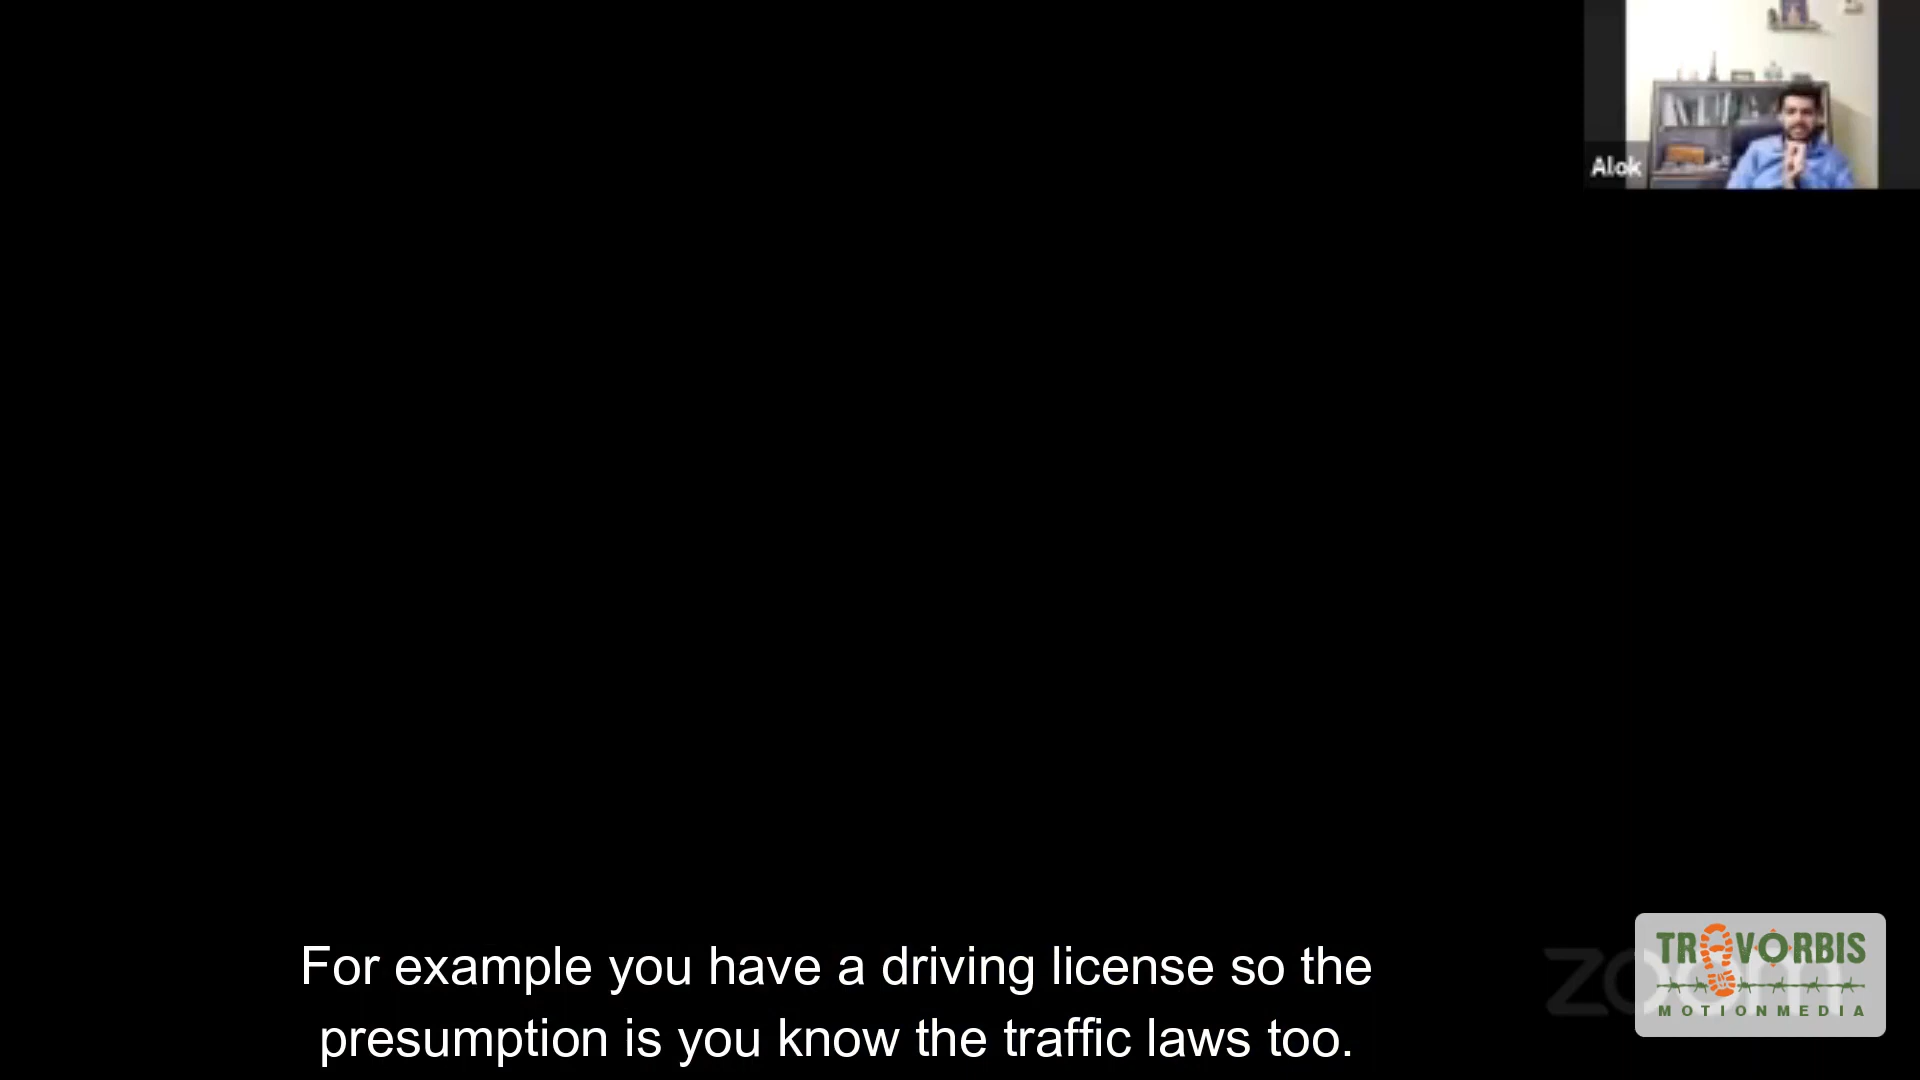 Alok
For example you have a driving license so the
presumption is you know the traffic laws too.
zoom
TRAVORBIS
MOTIONMEDIA